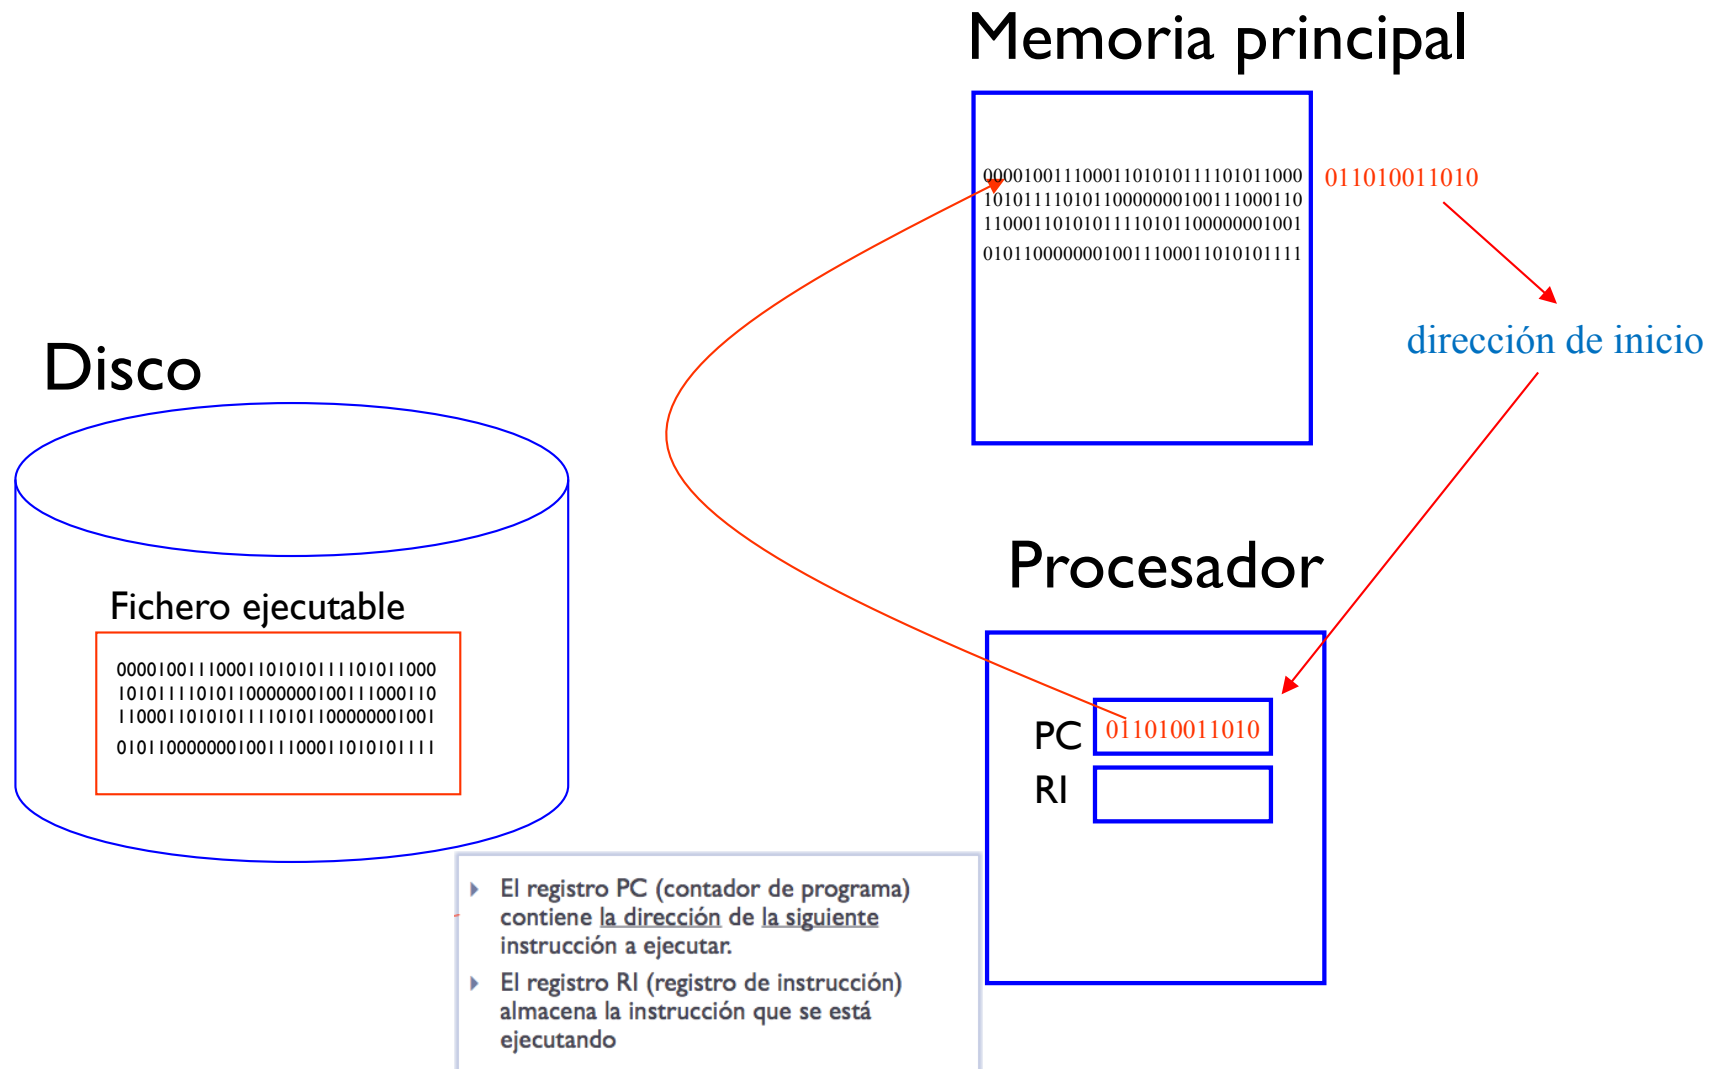 Memoria principal
00001001110001101010111101011000
10101111010110000000100111000110
11000110101011110101100000001001
01011000000010011100011010101111
011010011010
dirección de inicio
Disco
Fichero ejecutable
00001001110001101010111101011000
10101111010110000000100111000110
11000110101011110101100000001001
01011000000010011100011010101111
Procesador
PC
011010011010
RI
El registro PC (contador de programa)
contiene la dirección de la siguiente
instrucción a ejecutar.
El registro RI (registro de instrucción)
almacena la instrucción que se está
ejecutando